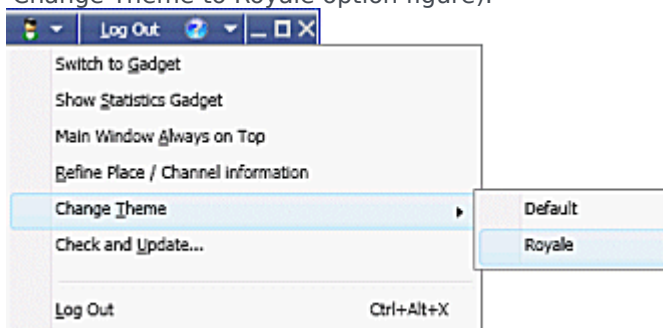 Change Theme to Royale option figure).
Log Out
Switch to Gadget
Show Statistics Gadget
Main Window Always on Top
Refine Place / Channel information
Change Theme
Default
Check and Update...
Royale
Log Out Ctrl+Alt+X